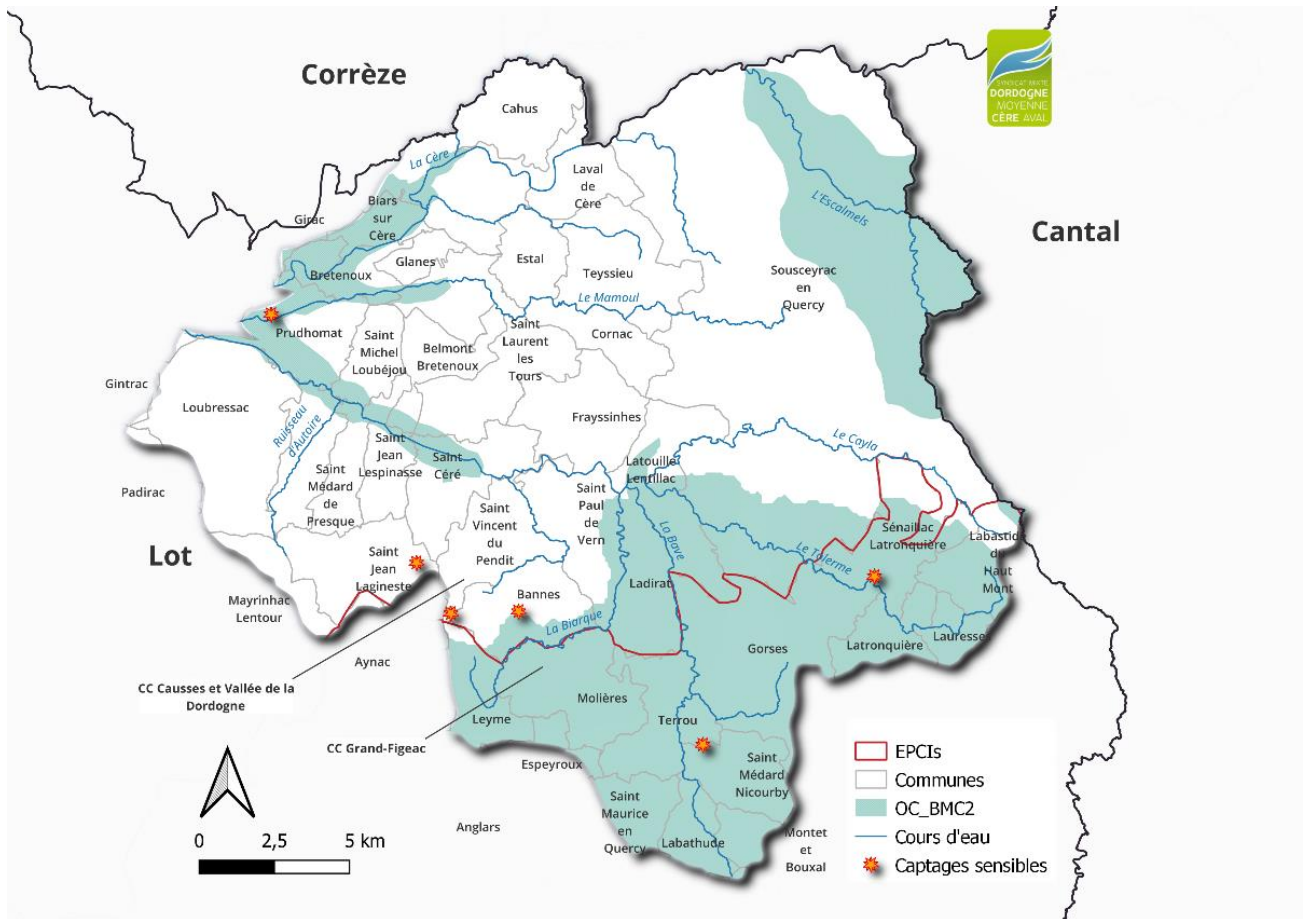 Corrèze
SYNDICAT MIXTE
DORDOGNE
MOYENNE
CÈRE AVAL
Cahus
La Cère
Laval
de
Cère
Biars
sur
Cère
Girac
L'Escalmels
Cantal
Glanes
Estal
Bretenoux
Teyssieu
Sousceyrac
en
Quercy
Le Mamoul
Prudhomat
Saint
Michel
Loubéjou
Belmont
Bretenoux
Saint
Laurent
les
Tours
Cornac
Gintrac
Loubressac
Frayssinhes
Ruisseau
d'Autoire
Saint
Jean
Lespinasse
Saint
Céré
Le Cayla
Latouille
Lentillac
Padirac
Saint
Médard
de
Presque
Saint
Vincent
du
Pendit
Saint
Paul
de
Vern
La Bave
Sénaillac
Latronquière
Labastide
du
Haut
Mont
Lot
Saint
Jean
Lagineste
Le Tolerme
Ladirat
Mayrinhac
Lentour
Bannes
La Biarque
Lauresse
Latronquière
Gorses
Aynac
CC Causses et Vallée de la
Dordogne
Molières
Leyme
Terrou
CC Grand-Figeac
Espeyroux
Saint
Médard
Nicourby
Saint
Maurice
en
Quercy
Anglars
Labathude
Montet
et
Bouxal
0 2,5 5 km
EPCIs
Communes
OC_BMC2
Cours d'eau
Captages sensibles